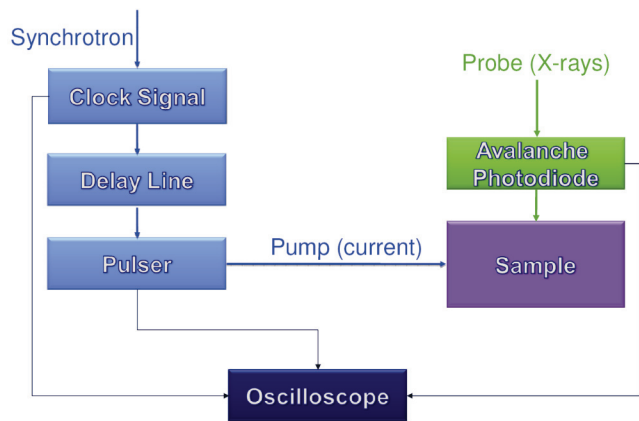 Synchrotron
Clock Signal
Delay Line
Pulser
Pump (current)
Probe (X-rays)
Avalanche
Photodiode
Sample
Oscilloscope